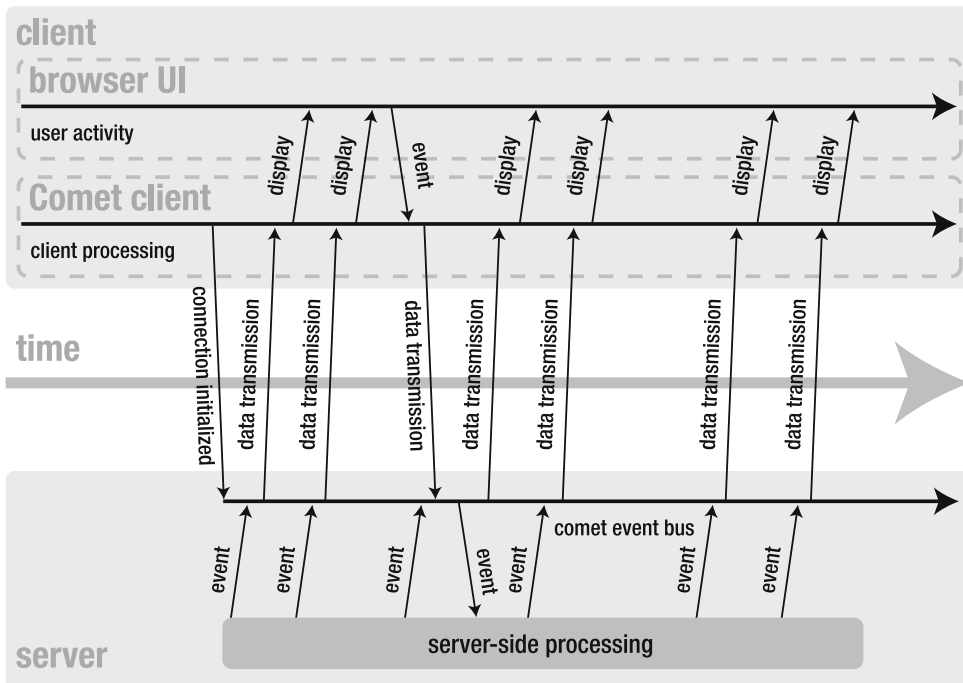 client
browser UI
user activity
display
display
event
display
display
display
display
Comet client
client processing
connection initialized
data transmission
data transmission
data transmission
data transmission
data transmission
data transmission
data transmission
time
comet event bus
event
event
event
event
event
event
event
server-side processing
server